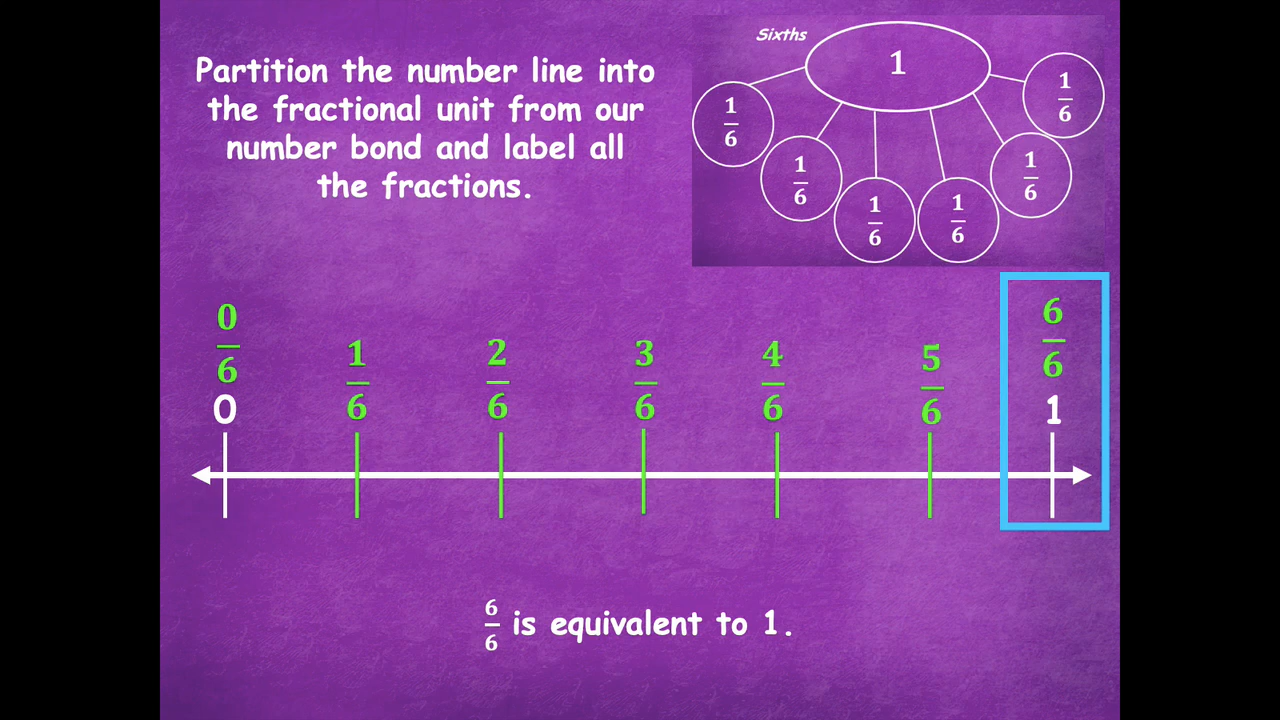 Partition the number line into
the fractional unit from our
number bond and label all
the fractions.
Sixths
1
1/6 1/6 1/6 1/6 1/6 1/6
0/6 1/6 2/6 3/6 4/6 5/6 6/6
0 1
6/6 is equivalent to 1.